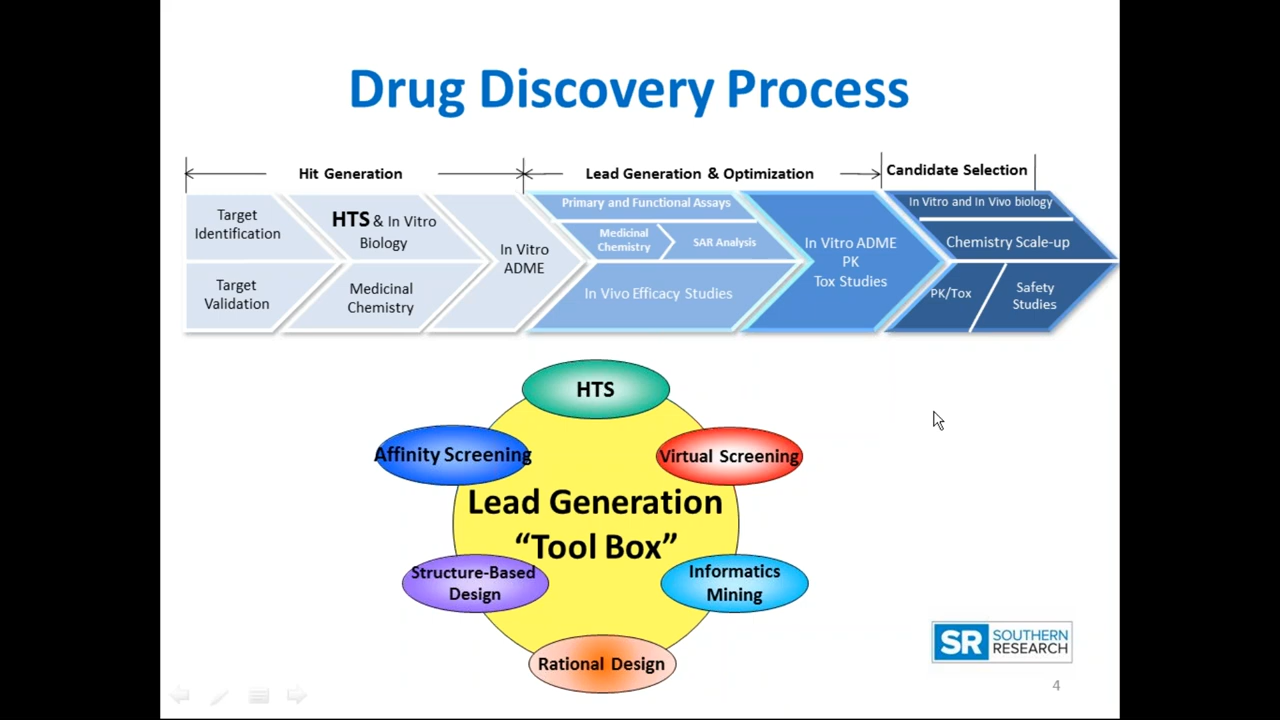 Drug Discovery Process
Hit Generation
Lead Generation & Optimization
Candidate Selection
Target
Identification
Target
Validation
HTS & In Vitro
Biology
Medicinal
Chemistry
In Vitro
ADME
Primary and Functional Assays
Medicinal
Chemistry
SAR Analysis
In Vivo Efficacy Studies
In Vitro ADME
PK
Tox Studies
In Vitro and In Vivo biology
Chemistry Scale-up
PK/Tox
Safety
Studies
HTS
Affinity Screening
Virtual Screening
Lead Generation
“Tool Box”
Structure-Based
Design
Informatics
Mining
Rational Design
SR SOUTHERN
RESEARCH
4